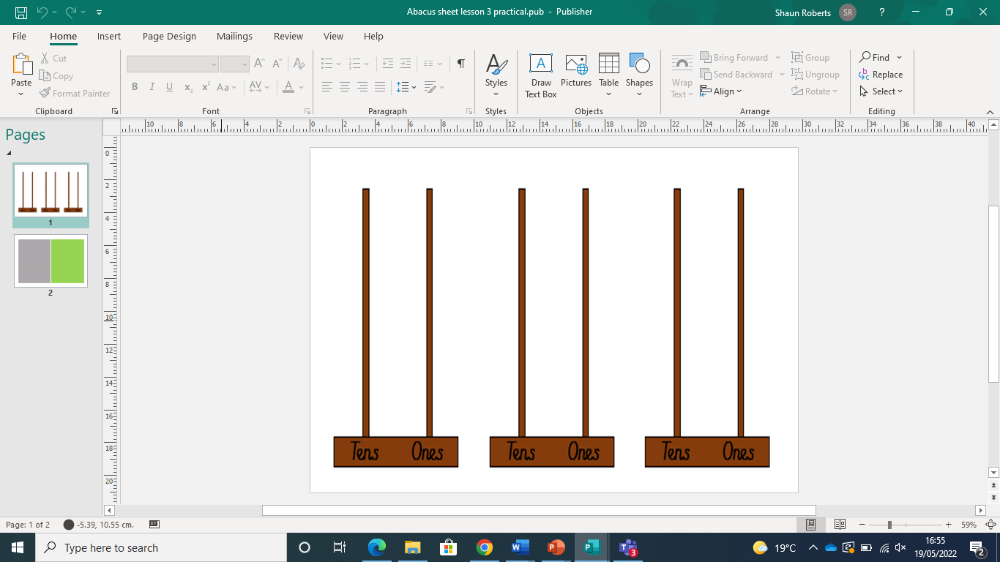 Abacus sheet lesson 3 practical.pub - Publisher
Shaun Roberts SR ?
File Home Insert Page Design Mailings Review View Help
Paste Cut Copy Format Painter
B I U x₂ x² Aa AV A A A A
Styles
Draw Text Box Pictures Table Shapes
Wrap Text Bring Forward Send Backward Align Group Ungroup Rotate
Find Replace Select
Clipboard Font Paragraph Styles Objects Arrange Editing
10 8 6 4 2 0 2 4 6 8 10 12 14 16 18 20 22 24 26 28 30 32 34 36 38 40
Pages
1
2
0
2
4
6
8
10
12
14
16
18
20
Tens Ones Tens Ones Tens Ones
Page: 1 of 2 -5.39, 10.55 cm. 59%
Type here to search
3
19°C
16:55
19/05/2022
2